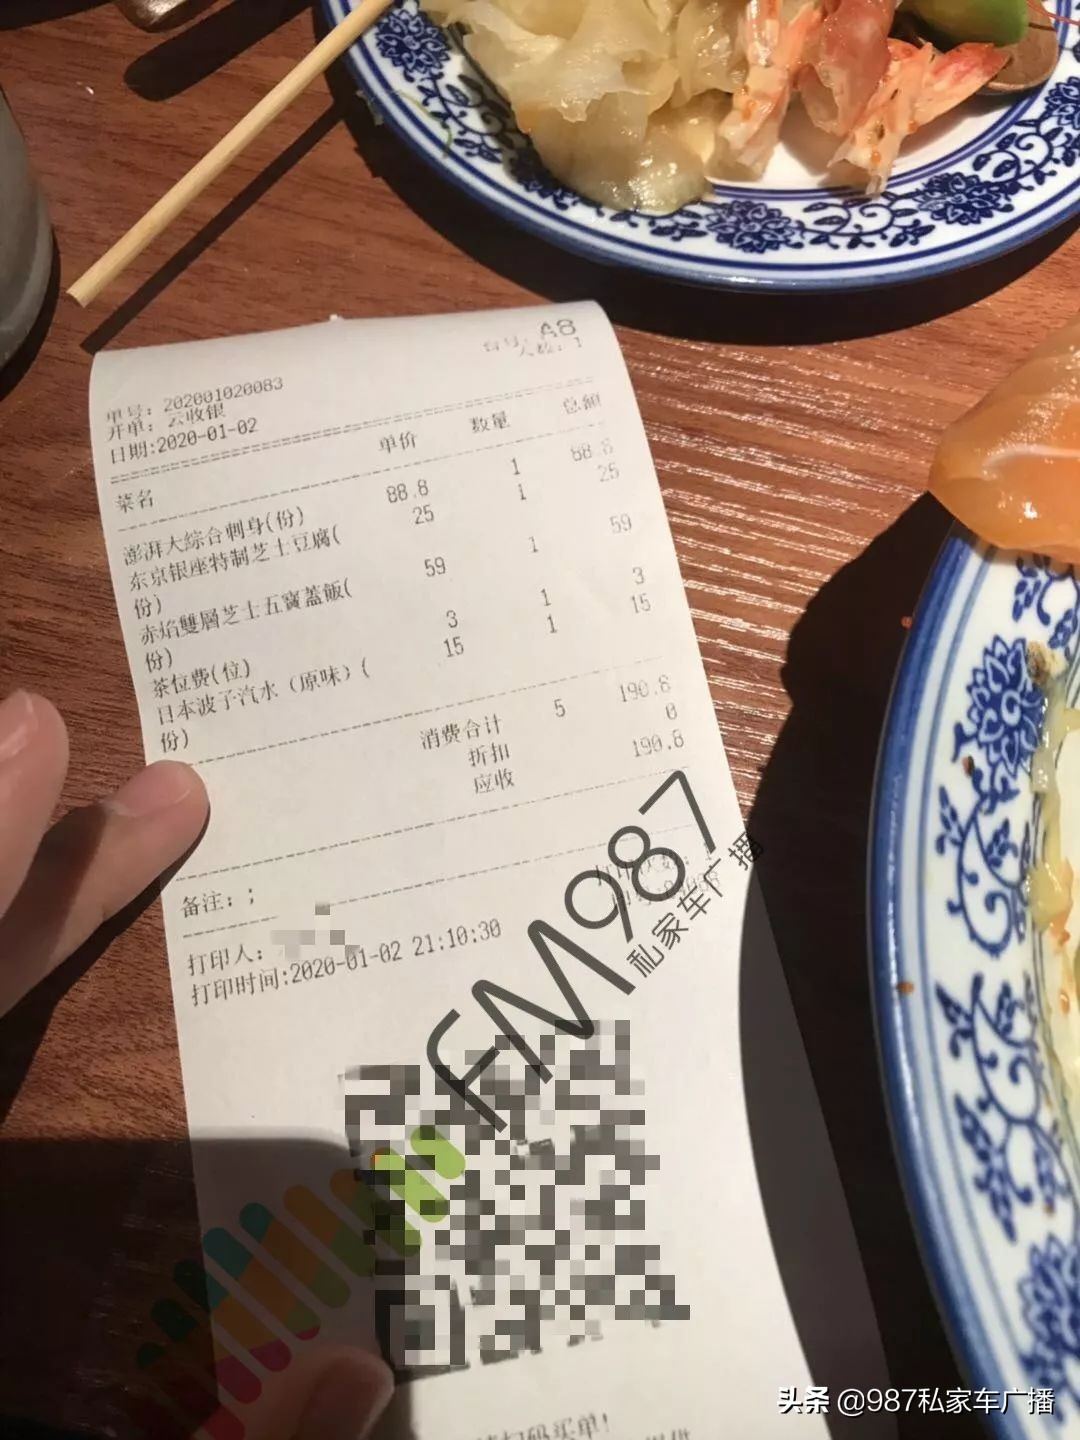 台号: A8
人数: 1
单号: 202001020083
开单: 云收银
日期:2020-01-02
菜名 单价 数量 总额
澎湃大綜合刺身(份) 88.8 1 88.8
东京银座特制芝士豆腐( 25 1 25
份)
赤焰雙層芝士五寶蓋飯( 59 1 59
份)
茶位费(位) 3 1 3
日本波子汽水（原味）( 15 1 15
份)
消费合计 5 190.8
折扣 0
应收 190.8
备注: ;
打印人:
打印时间:2020-01-02 21:10:30
FM987
私家车广播
扫码买单!
头条 @987私家车广播